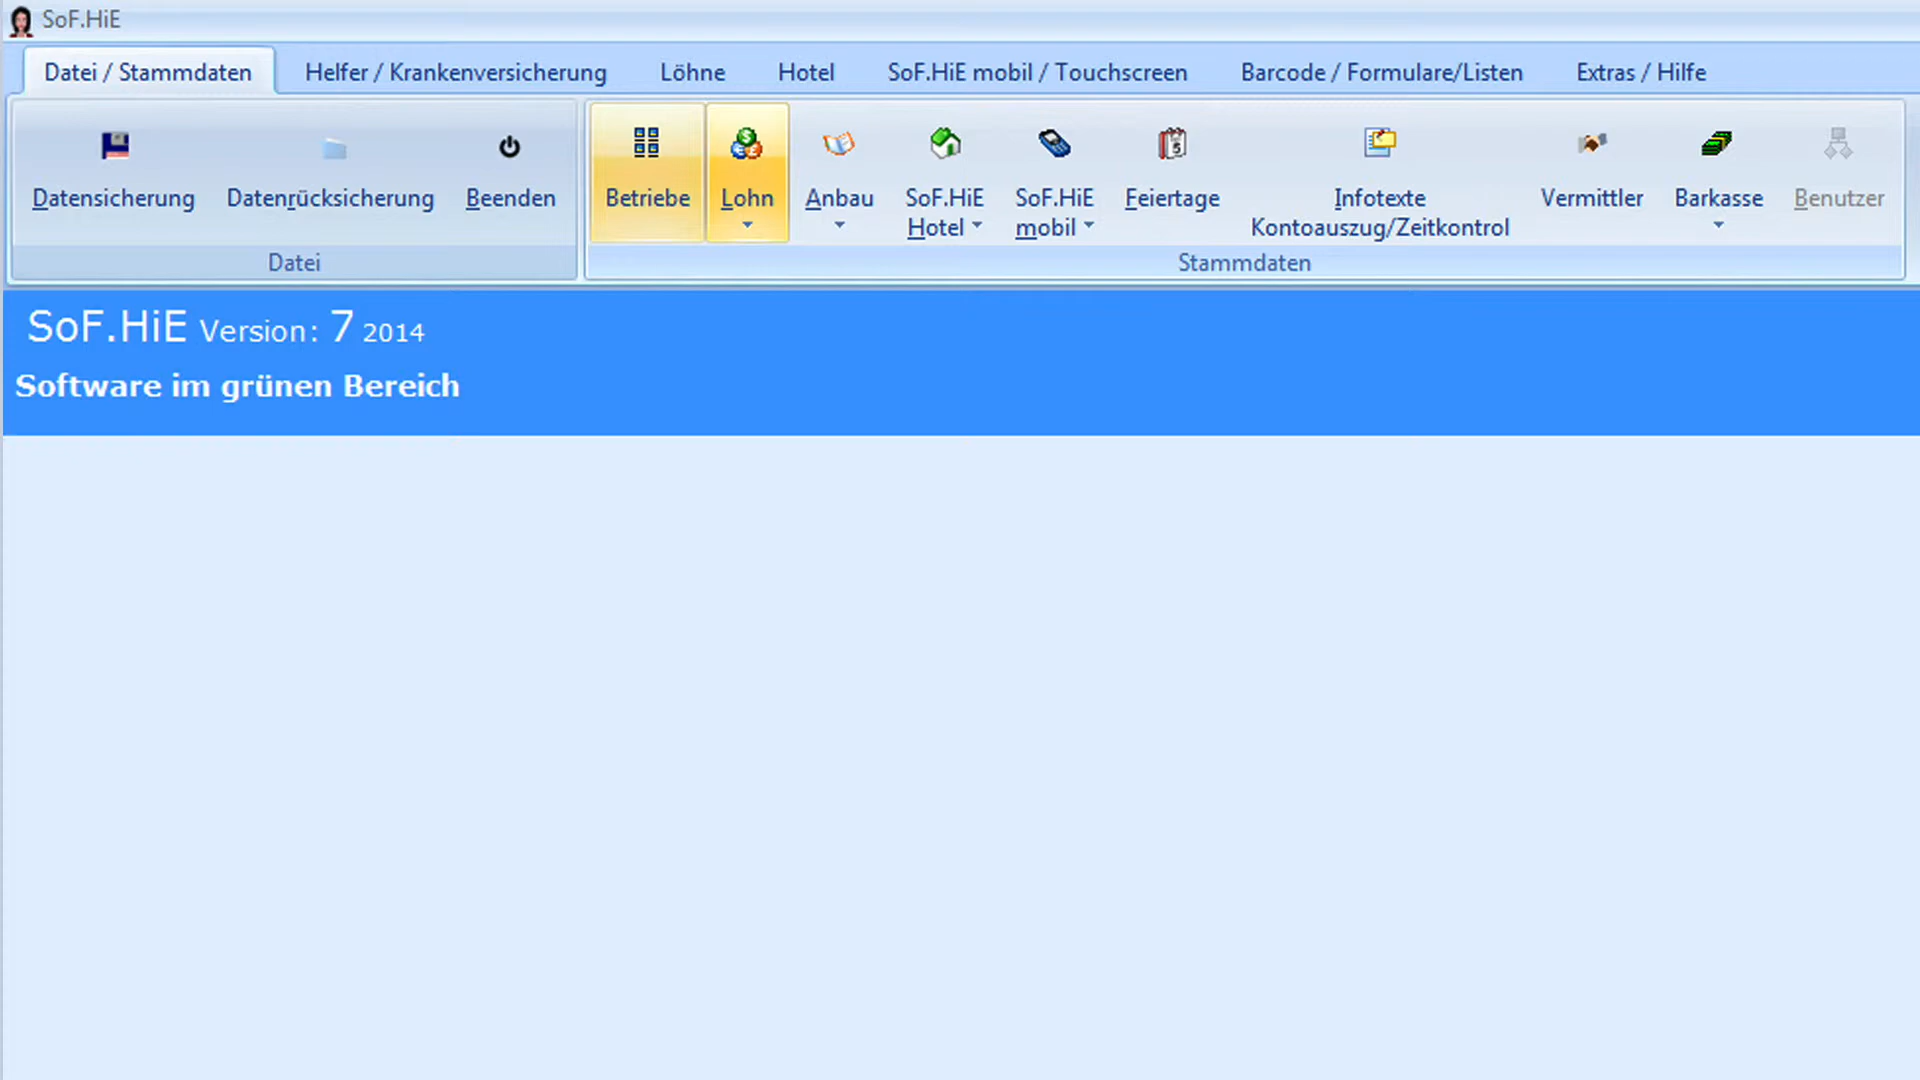 SoF.HiE
Datei / Stammdaten Helfer / Krankenversicherung Löhne Hotel SoF.HiE mobil / Touchscreen Barcode / Formulare/Listen Extras / Hilfe
Datensicherung Datenrücksicherung Beenden Betriebe Lohn Anbau SoF.HiE Hotel SoF.HiE mobil Feiertage Infotexte Kontoauszug/Zeitkontrol Vermittler Barkasse Benutzer
Datei Stammdaten
SoF.HiE Version: 7 2014
Software im grünen Bereich